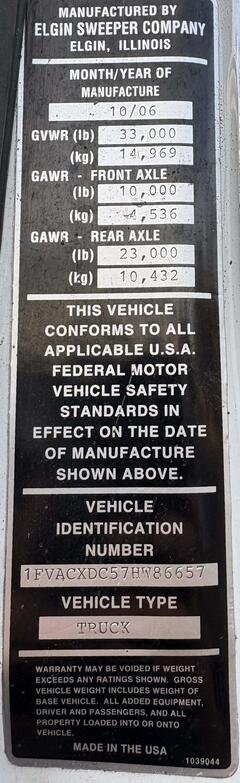 MANUFACTURED BY
ELGIN SWEEPER COMPANY
ELGIN, ILLINOIS
MONTH/YEAR OF
MANUFACTURE
10/06
GVWR (lb) 33,000
(kg) 14,969
GAWR - FRONT AXLE
(lb) 10,000
(kg) 4,536
GAWR - REAR AXLE
(lb) 23,000
(kg) 10,432
THIS VEHICLE
CONFORMS TO ALL
APPLICABLE U.S.A.
FEDERAL MOTOR
VEHICLE SAFETY
STANDARDS IN
EFFECT ON THE DATE
OF MANUFACTURE
SHOWN ABOVE.
VEHICLE
IDENTIFICATION
NUMBER
1FVACXDC57HW86657
VEHICLE TYPE
TRUCK
WARRANTY MAY BE VOIDED IF WEIGHT
EXCEEDS ANY RATINGS SHOWN. GROSS
VEHICLE WEIGHT INCLUDES WEIGHT OF
BASE VEHICLE. ALL ADDED EQUIPMENT,
DRIVER AND PASSENGERS, AND ALL
PROPERTY LOADED INTO OR ONTO
VEHICLE.
MADE IN THE USA
1039044